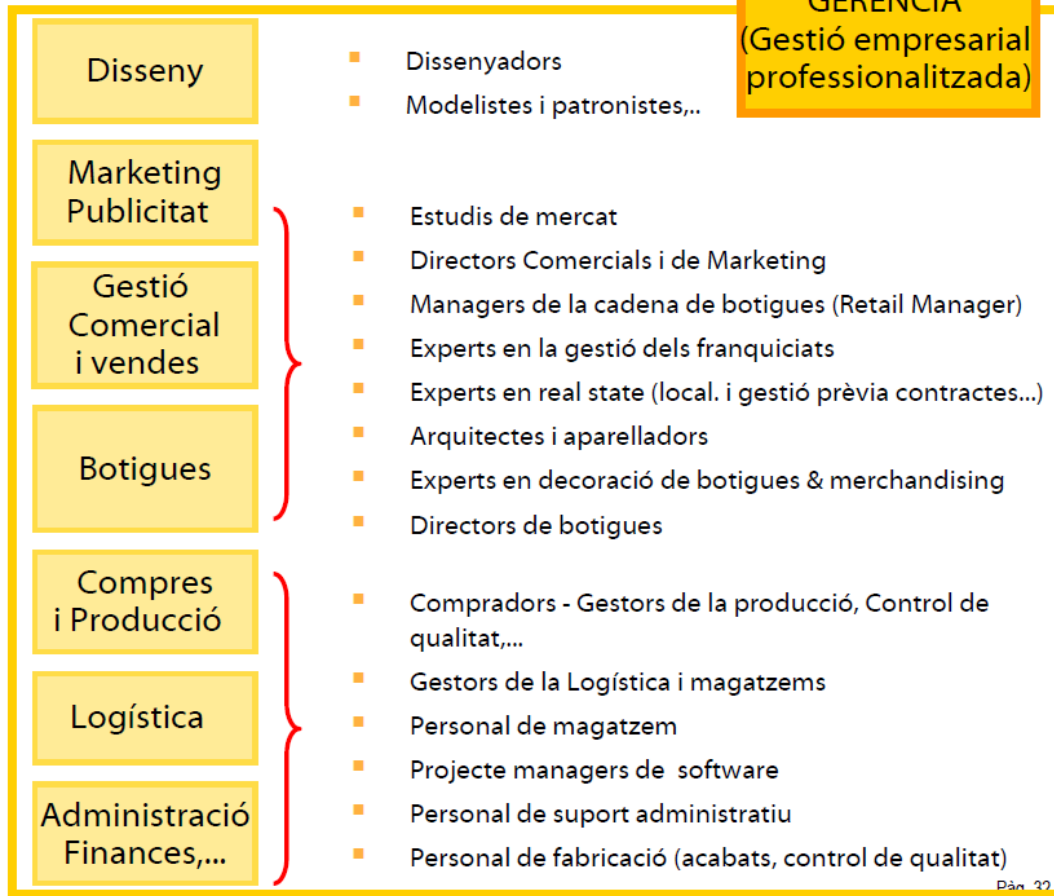 GERÈNCIA
(Gestió empresarial
professionalitzada)
Disseny
Dissenyadors
Modelistes i patronistes,..
Marketing
Publicitat
Gestió
Comercial
i vendes
Botigues
Estudis de mercat
Directors Comercials i de Marketing
Managers de la cadena de botigues (Retail Manager)
Experts en la gestió dels franquiciats
Experts en real state (local. i gestió prèvia contractes...)
Arquitectes i aparelladors
Experts en decoració de botigues & merchandising
Directors de botigues
Compres
i Producció
Logística
Administració
Finances,...
Compradors - Gestors de la producció, Control de
qualitat,...
Gestors de la Logística i magatzems
Personal de magatzem
Projecte managers de software
Personal de suport administratiu
Personal de fabricació (acabats, control de qualitat)
Pàg. 32